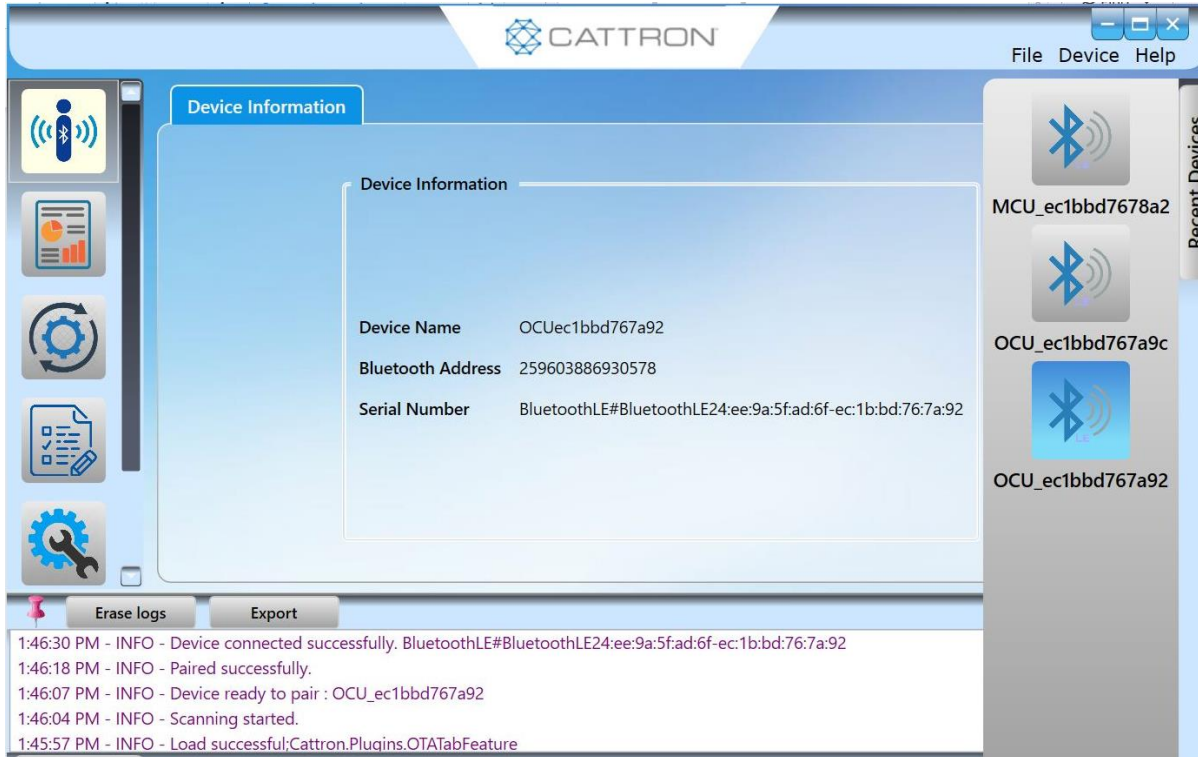 CATTRON
File Device Help
Device Information
Device Information
Device Name OCUec1bbd767a92
Bluetooth Address 259603886930578
Serial Number BluetoothLE#BluetoothLE24:ee:9a:5f:ad:6f-ec:1b:bd:76:7a:92
MCU_ec1bbd7678a2
OCU_ec1bbd767a9c
LE
OCU_ec1bbd767a92
Recent Devices
Erase logs Export
1:46:30 PM - INFO - Device connected successfully. BluetoothLE#BluetoothLE24:ee:9a:5f:ad:6f-ec:1b:bd:76:7a:92
1:46:18 PM - INFO - Paired successfully.
1:46:07 PM - INFO - Device ready to pair : OCU_ec1bbd767a92
1:46:04 PM - INFO - Scanning started.
1:45:57 PM - INFO - Load successful;Cattron.Plugins.OTATabFeature